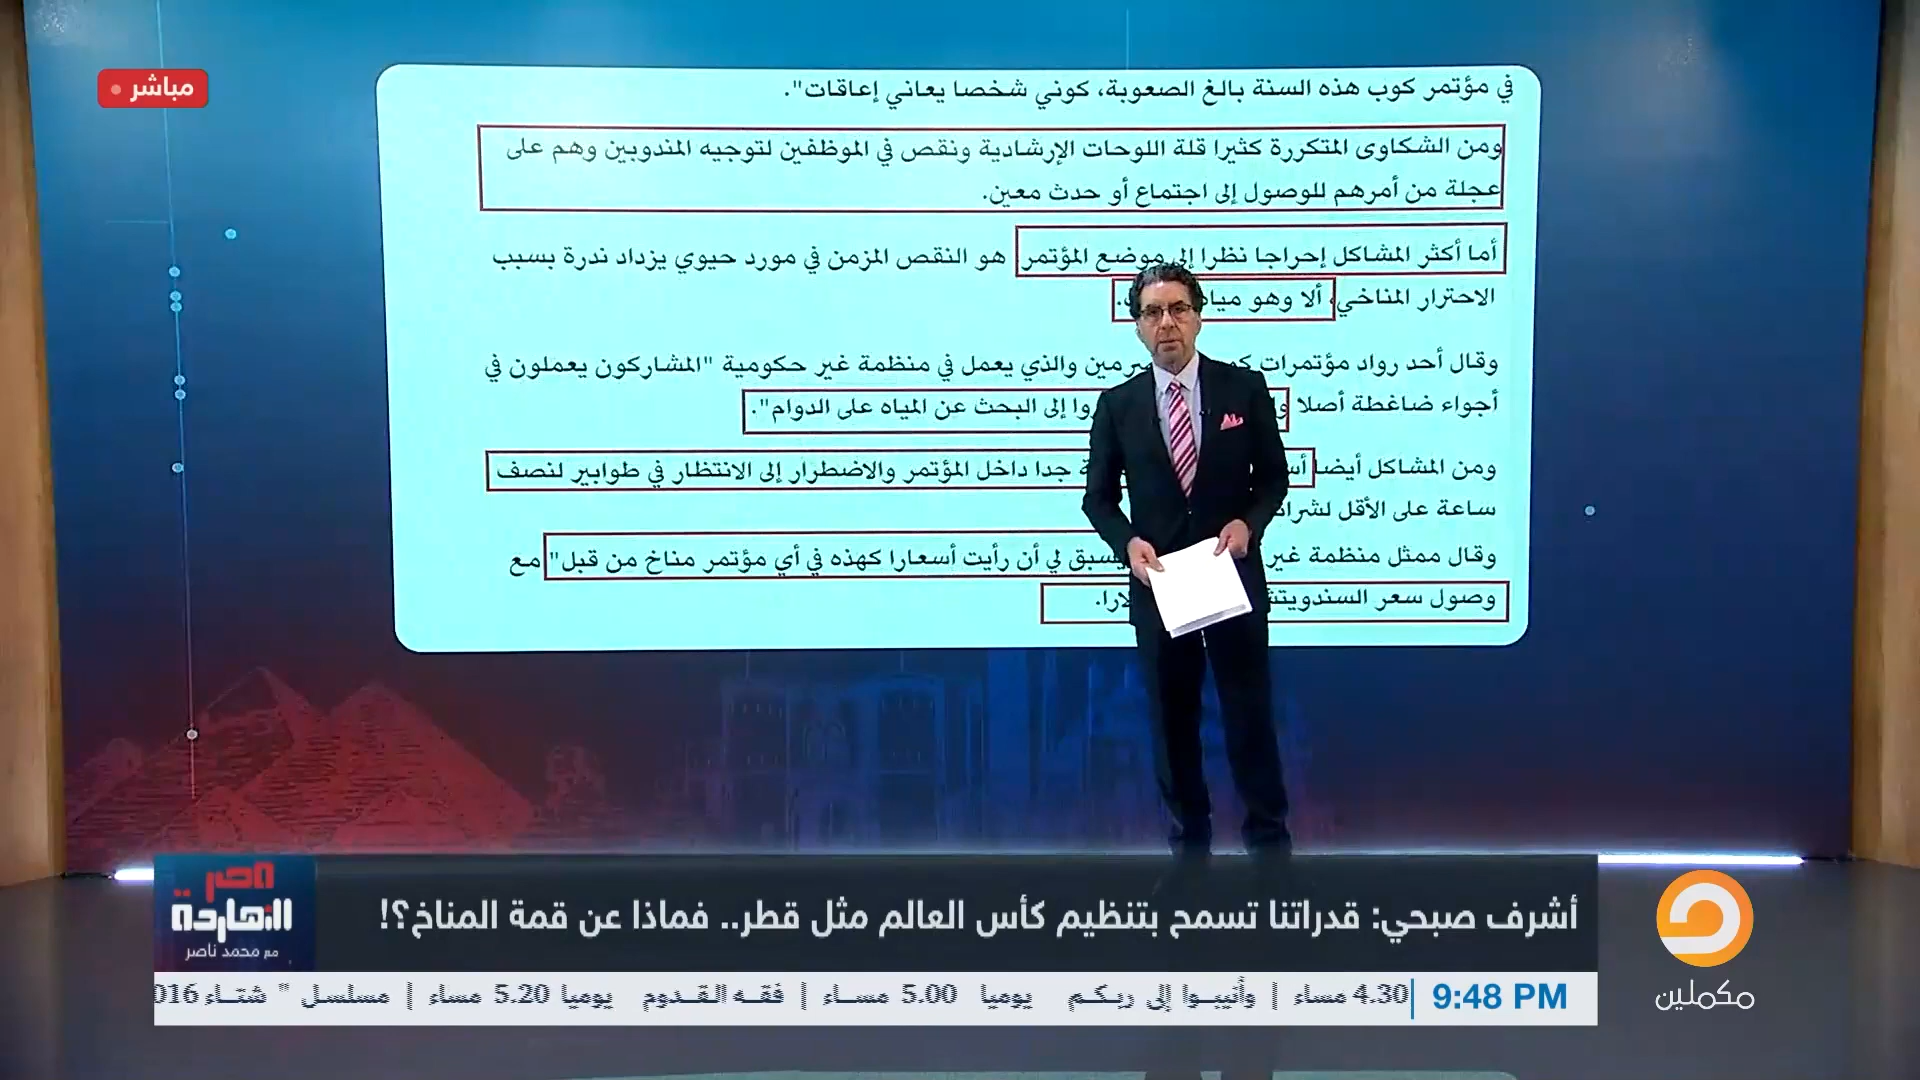 مباشر
في مؤتمر كوب هذه السنة بالغ الصعوبة، كوني شخصا يعاني إعاقات".
ومن الشكاوى المتكررة كثيرا قلة اللوحات الإرشادية ونقص في الموظفين لتوجيه المندوبين وهم على
عجلة من أمرهم للوصول إلى اجتماع أو حدث معين.
أما أكثر المشاكل إحراجا نظرا إلى موضع المؤتمر، هو النقص المزمن في مورد حيوي يزداد ندرة بسبب
الاحترار المناخي، ألا وهو مياه
وقال أحد رواد مؤتمرات والذي يعمل في منظمة غير حكومية "المشاركون يعملون في
أجواء ضاغطة أصلا إلى البحث عن المياه على الدوام".
ومن المشاكل أيضا جدا داخل المؤتمر والاضطرار إلى الانتظار في طوابير لنصف
ساعة على الأقل
وقال ممثل منظمة غير يسبق لي أن رأيت أسعارا كهذه في أي مؤتمر مناخ من قبل" مع
وصول سعر
أشرف صبحي: قدراتنا تسمح بتنظيم كأس العالم مثل قطر.. فماذا عن قمة المناخ؟!
مصر
النهاردة
مع محمد ناصر
9:48 PM
4.30 مساء | وأنيبوا إلى ربكم يوميا 5.00 مساء | فقه القدوم يوميا 5.20 مساء | مسلسل " شتاء 2016
مكملين